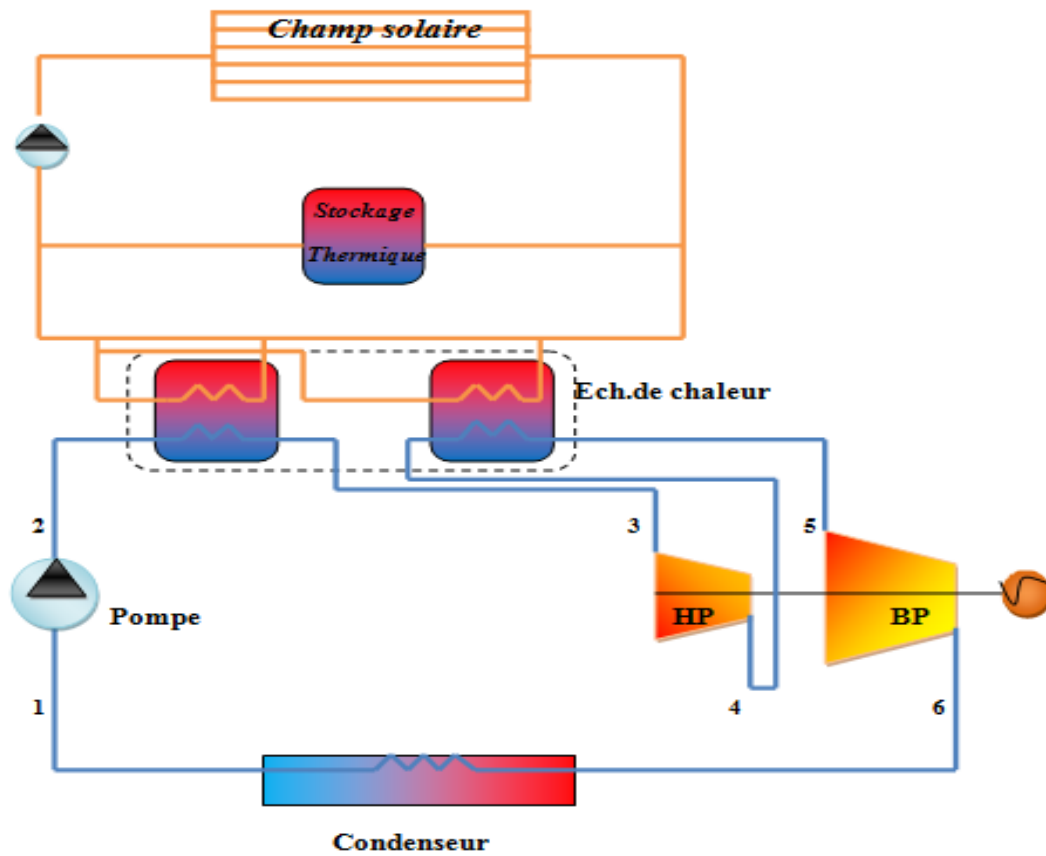 Champ solaire
Stockage
Thermique
Ech.de chaleur
2
3
5
Pompe
HP
BP
1
4
6
Condenseur